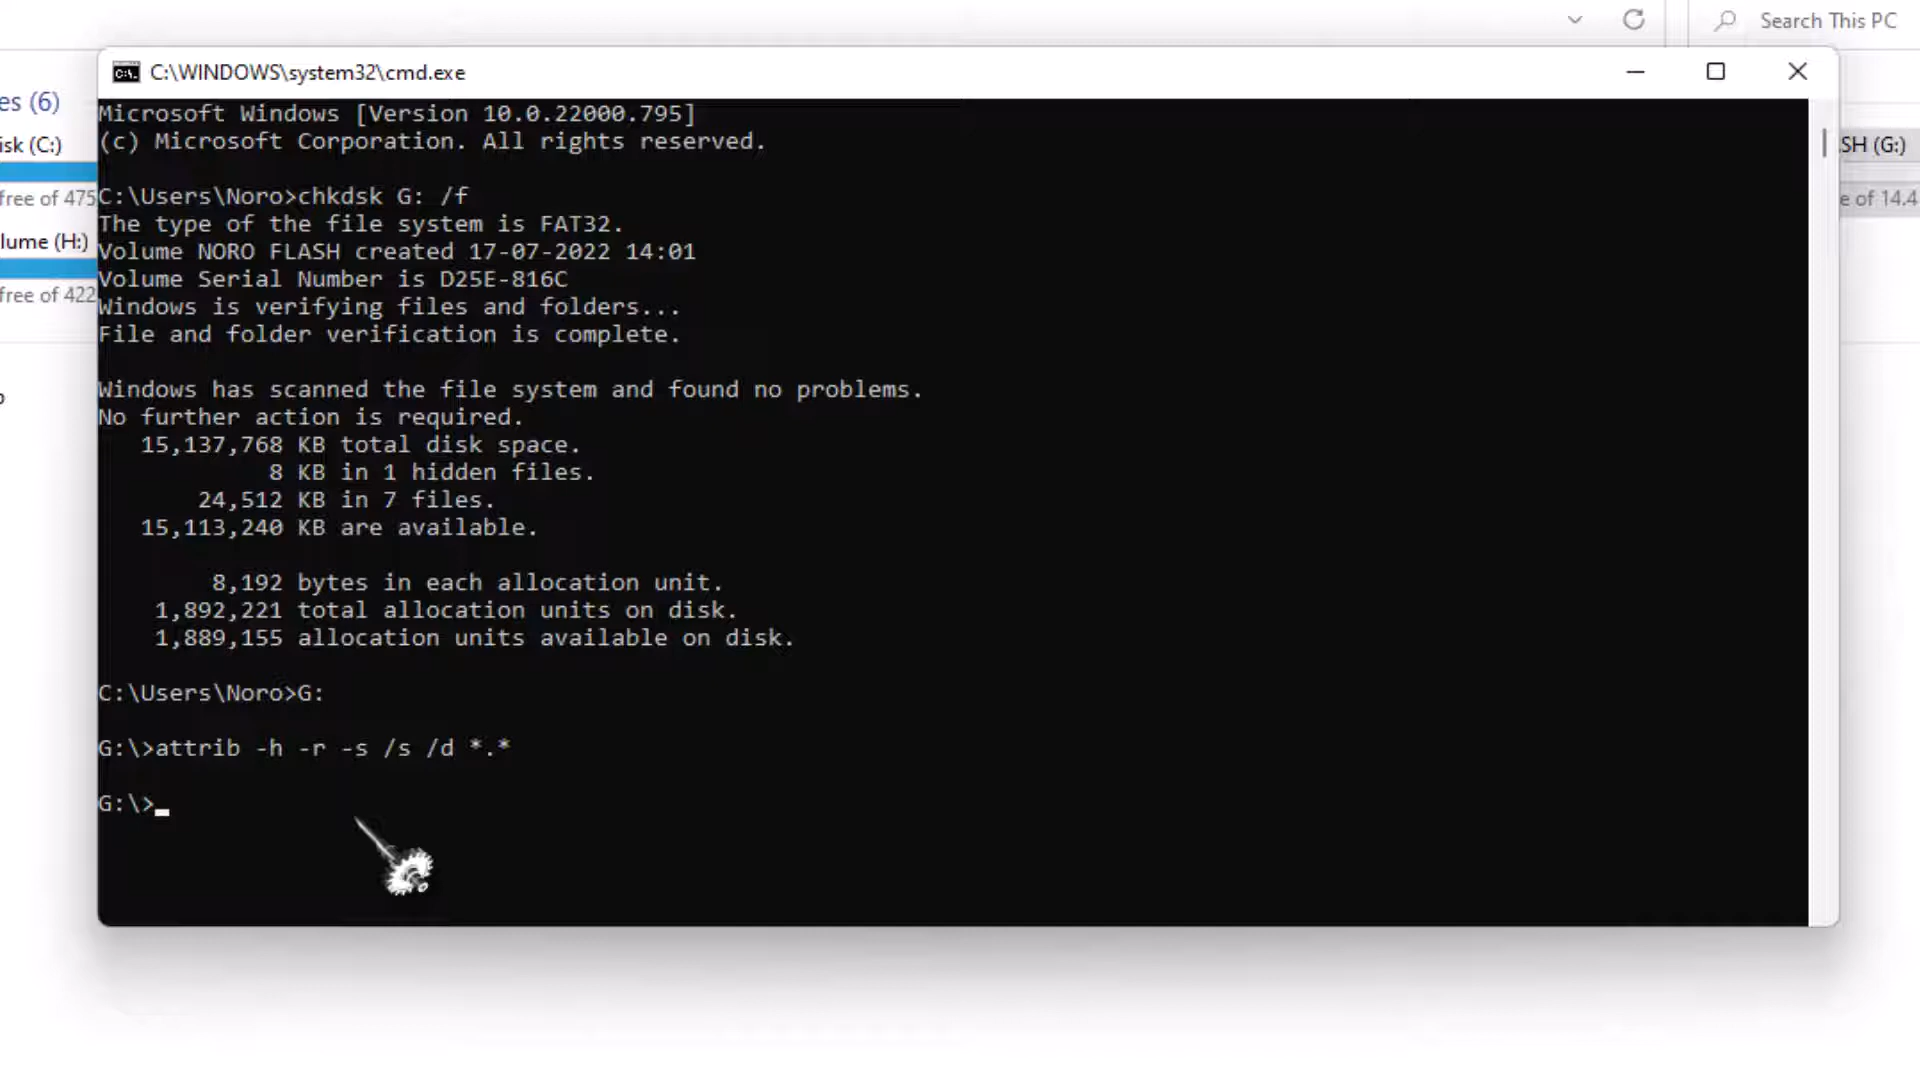 Search This PC
C:\WINDOWS\system32\cmd.exe
es (6)
isk (C:)
free of 475
lume (H:)
free of 422
SH (G:)
e of 14.4
Microsoft Windows [Version 10.0.22000.795]
(c) Microsoft Corporation. All rights reserved.
C:\Users\Noro>chkdsk G: /f
The type of the file system is FAT32.
Volume NORO FLASH created 17-07-2022 14:01
Volume Serial Number is D25E-816C
Windows is verifying files and folders...
File and folder verification is complete.
Windows has scanned the file system and found no problems.
No further action is required.
15,137,768 KB total disk space.
8 KB in 1 hidden files.
24,512 KB in 7 files.
15,113,240 KB are available.
8,192 bytes in each allocation unit.
1,892,221 total allocation units on disk.
1,889,155 allocation units available on disk.
C:\Users\Noro>G:
G:\>attrib -h -r -s /s /d *.*
G:\>